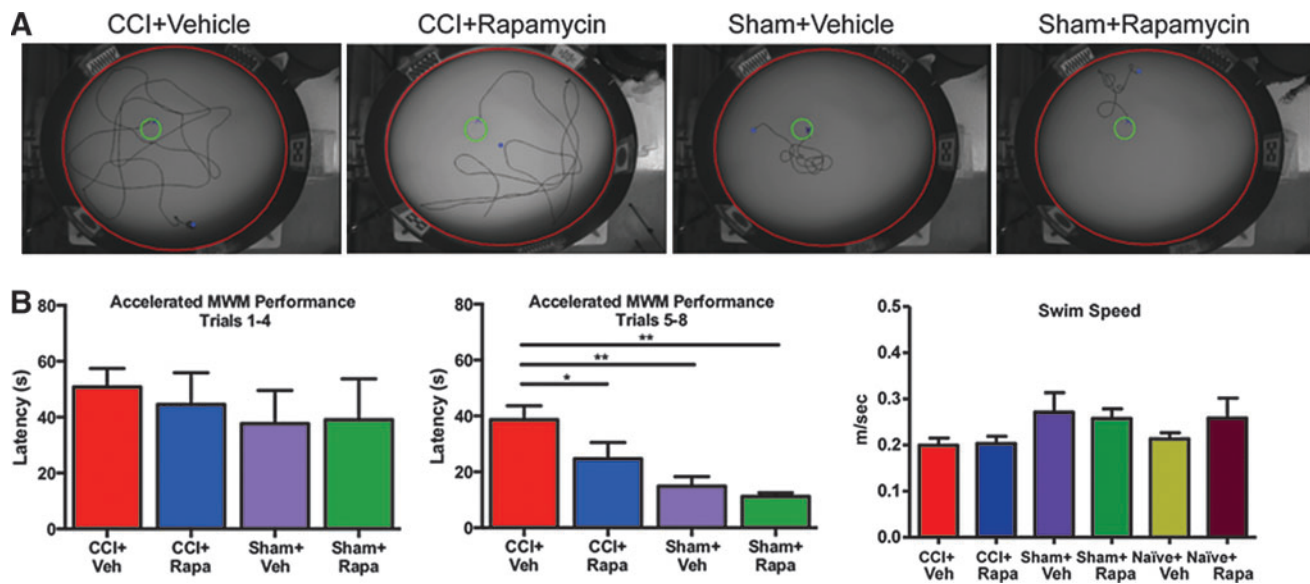 A
CCI+Vehicle
CCI+Rapamycin
Sham+Vehicle
Sham+Rapamycin
B
Accelerated MWM Performance
Trials 1-4
Latency (s)
80
60
40
20
0
CCI+
Veh
CCI+
Rapa
Sham+
Veh
Sham+
Rapa
Accelerated MWM Performance
Trials 5-8
Latency (s)
80
60
40
20
0
**
**
*
CCI+
Veh
CCI+
Rapa
Sham+
Veh
Sham+
Rapa
Swim Speed
m/sec
0.5
0.4
0.3
0.2
0.1
0.0
CCI+
Veh
CCI+
Rapa
Sham+
Veh
Sham+
Rapa
Naïve+
Veh
Naïve+
Rapa